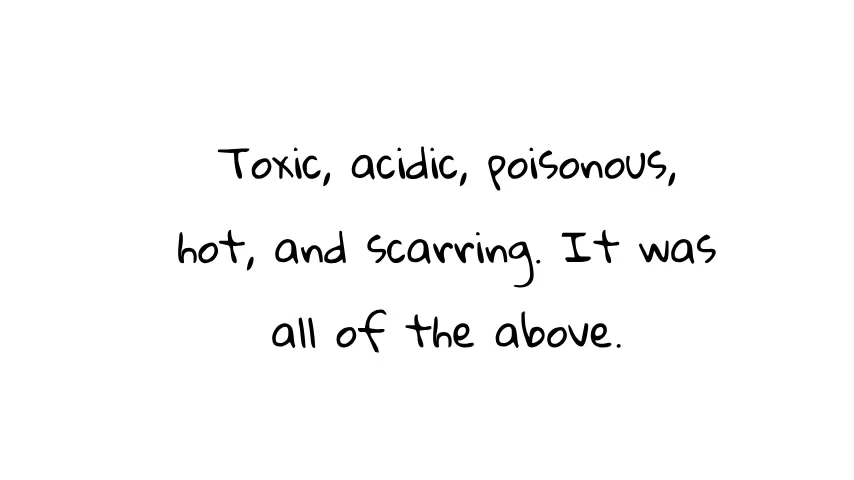 Toxic, acidic, poisonous,
hot, and scarring. It was
all of the above.